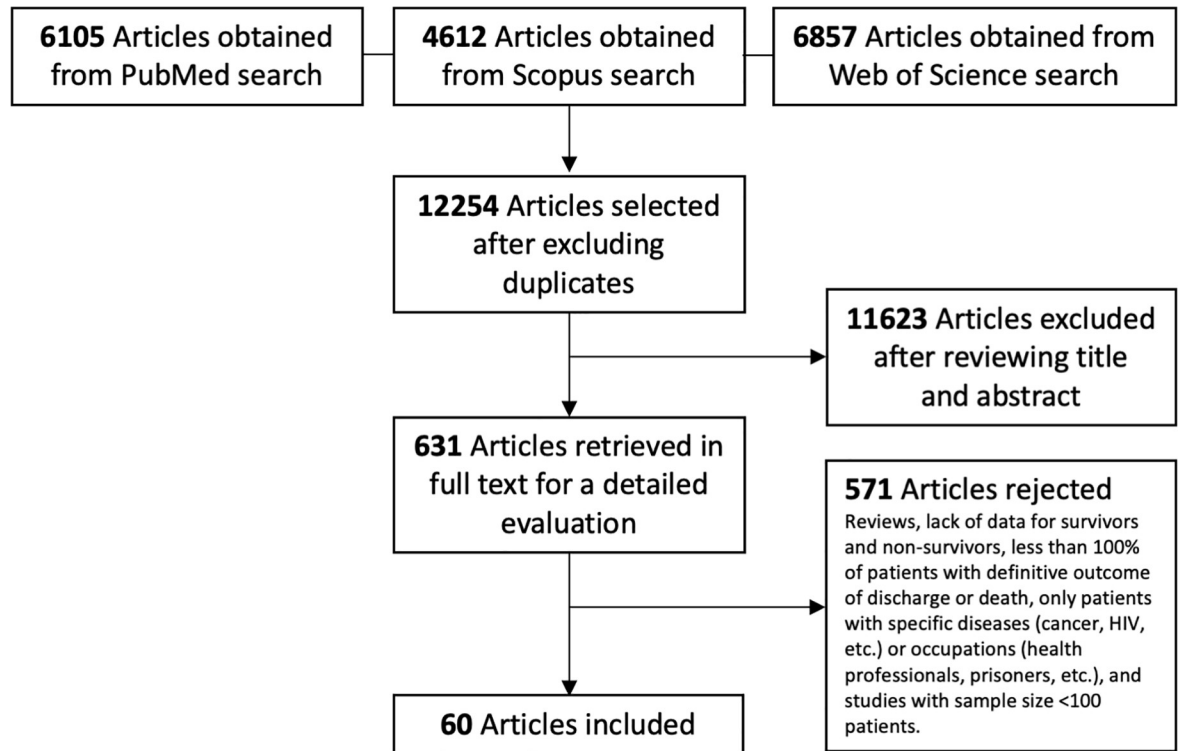 6105 Articles obtained
from PubMed search
4612 Articles obtained
from Scopus search
6857 Articles obtained from
Web of Science search
12254 Articles selected
after excluding
duplicates
11623 Articles excluded
after reviewing title
and abstract
631 Articles retrieved in
full text for a detailed
evaluation
571 Articles rejected
Reviews, lack of data for survivors
and non-survivors, less than 100%
of patients with definitive outcome
of discharge or death, only patients
with specific diseases (cancer, HIV,
etc.) or occupations (health
professionals, prisoners, etc.), and
studies with sample size <100
patients.
60 Articles included